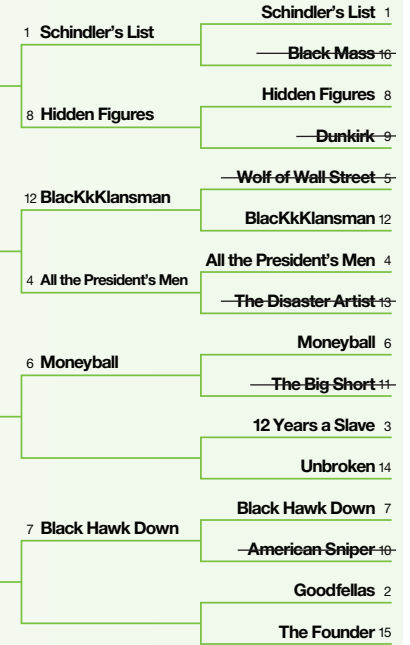 Schindler's List 1
1 Schindler's List
Black Mass 16
Hidden Figures 8
8 Hidden Figures
Dunkirk 9
Wolf of Wall Street 5
12 BlacKkKlansman
BlacKkKlansman 12
All the President's Men 4
4 All the President's Men
The Disaster Artist 13
Moneyball 6
6 Moneyball
The Big Short 11
12 Years a Slave 3
Unbroken 14
Black Hawk Down 7
7 Black Hawk Down
American Sniper 10
Goodfellas 2
The Founder 15